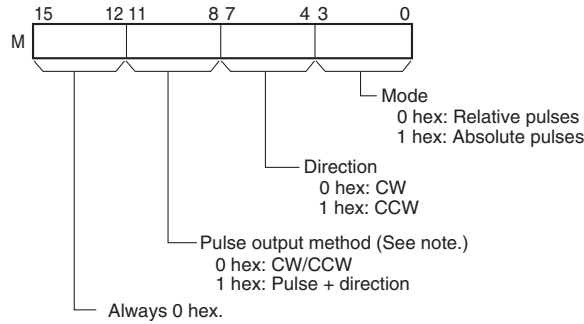 15 12 11 8 7 4 3 0
M
Mode
0 hex: Relative pulses
1 hex: Absolute pulses
Direction
0 hex: CW
1 hex: CCW
Pulse output method (See note.)
0 hex: CW/CCW
1 hex: Pulse + direction
Always 0 hex.